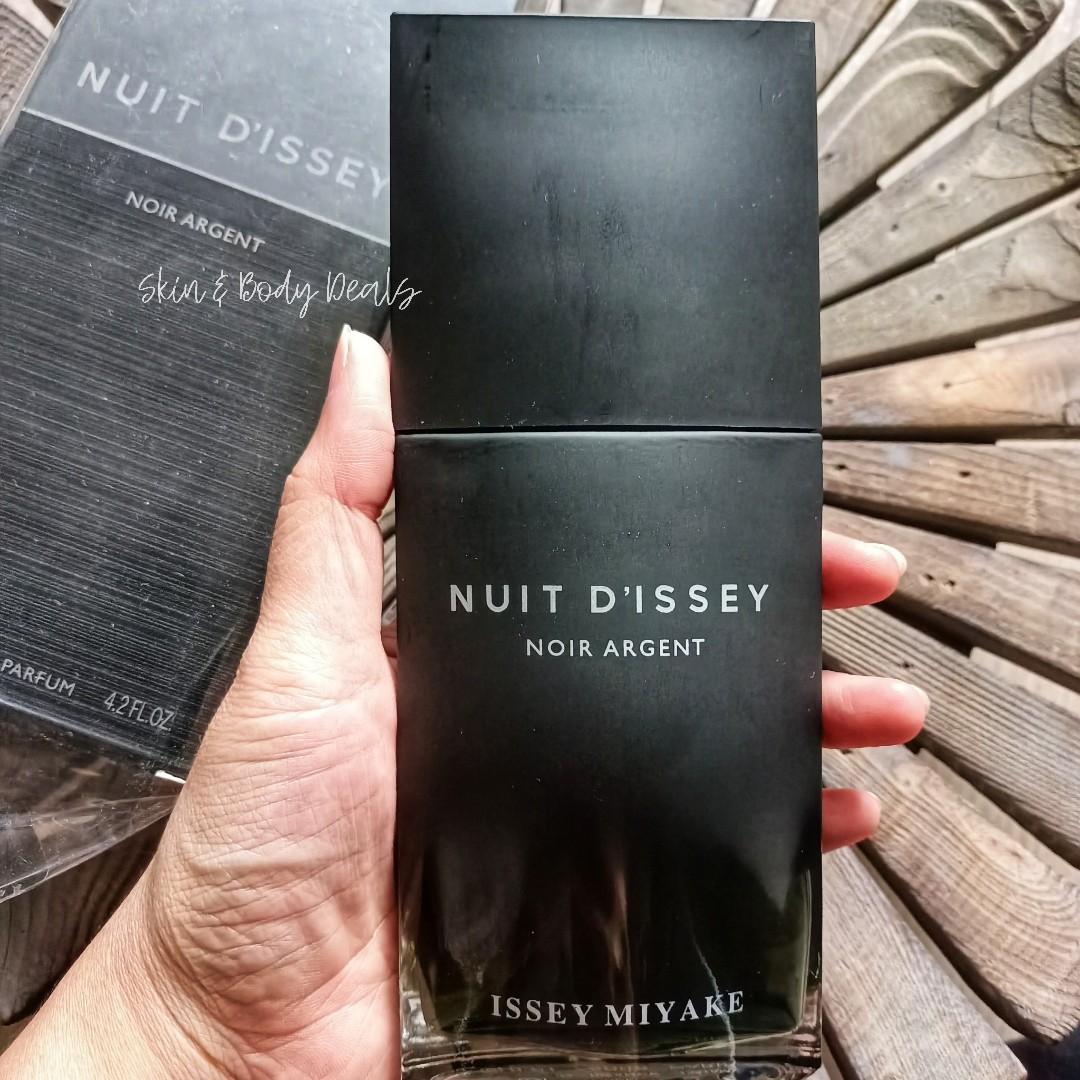 NUIT D'ISSEY
NOIR ARGENT
Skin & Body Deals
PARFUM 4.2 FL.OZ
NUIT D'ISSEY
NOIR ARGENT
ISSEY MIYAKE